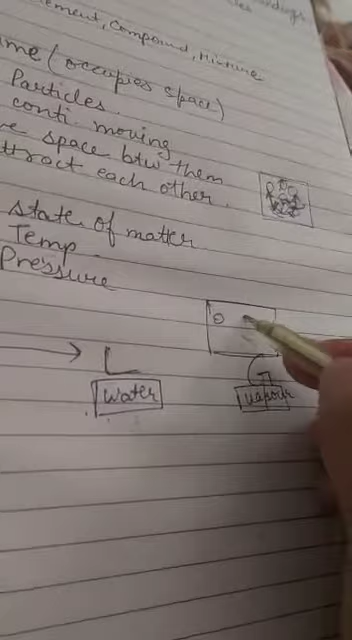 ement, Compound, Mixture
me (occupies space)
Particles
conti. moving
e space btw them
ttract each other.
state of matter
Temp
Pressure
L
G
Water
Vapour